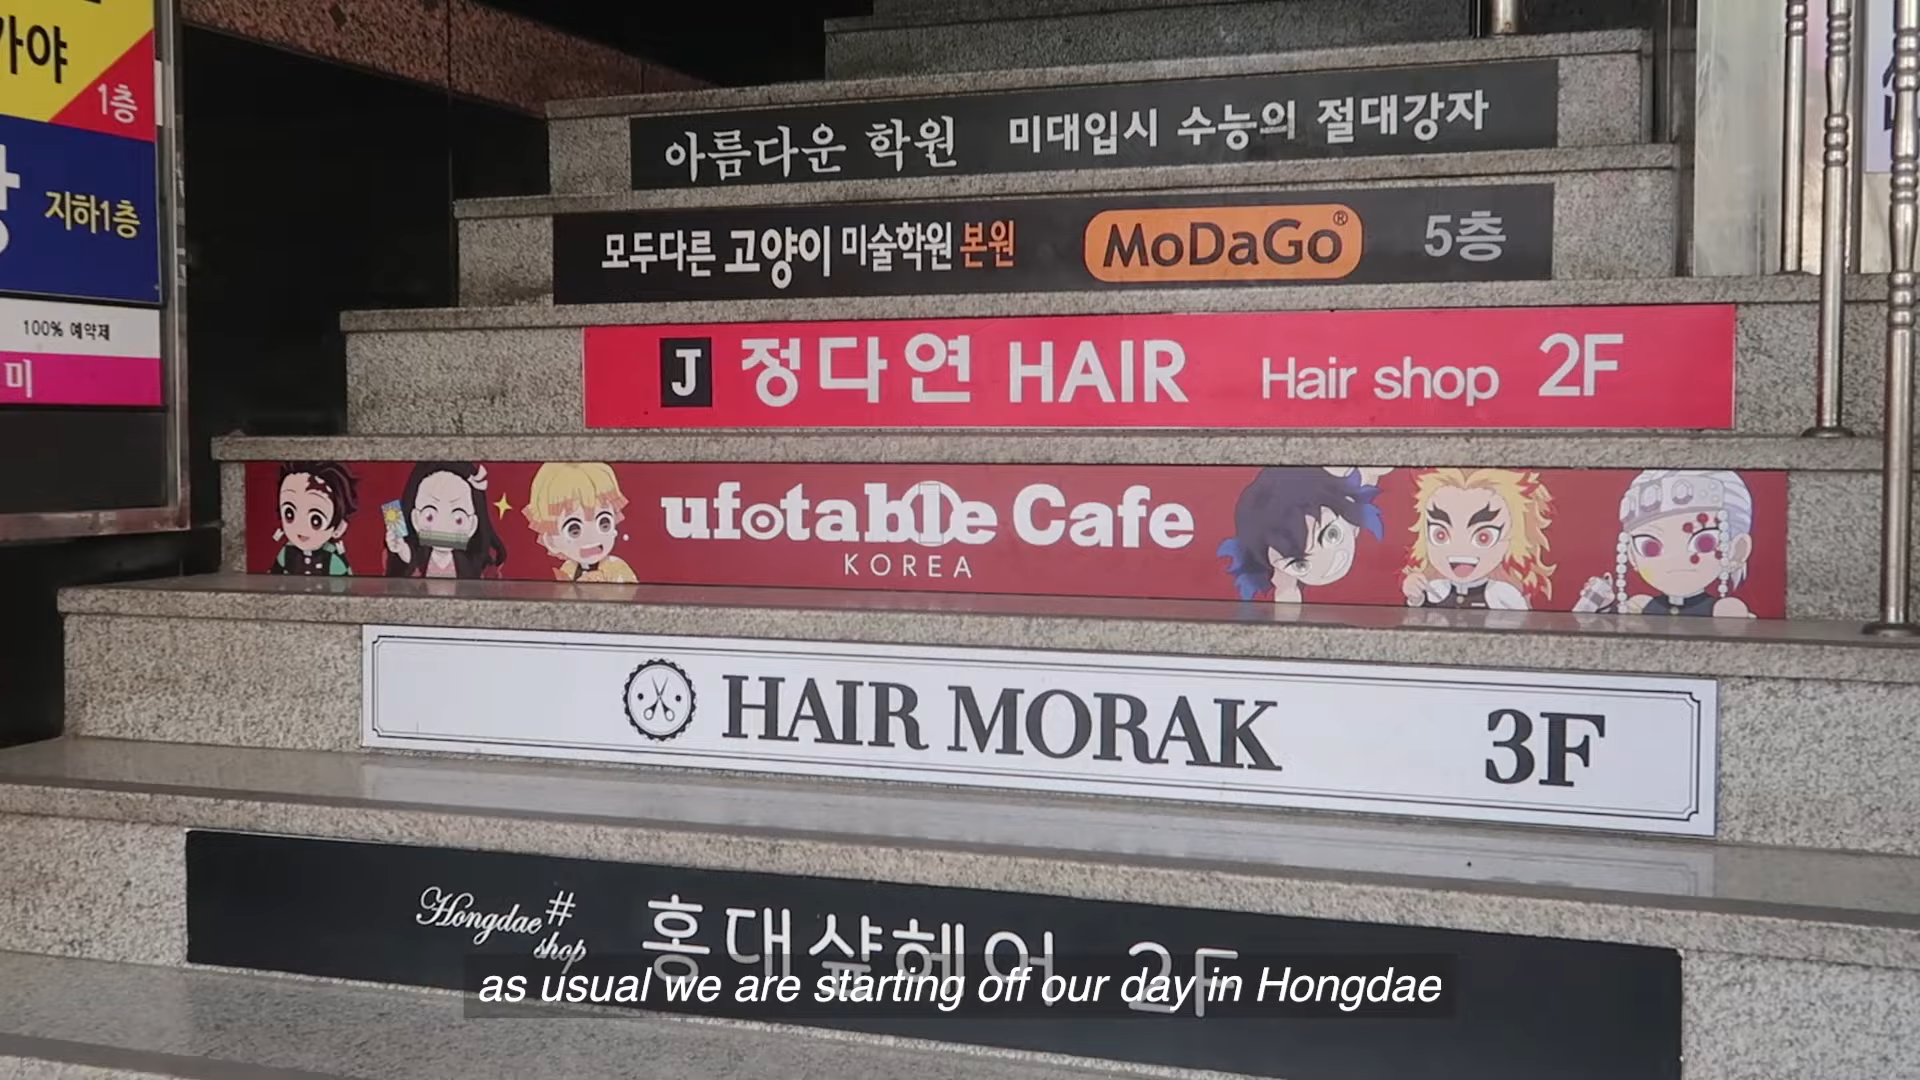 가야
1층
지하1층
100% 예약제
미
아름다운 학원 미대입시 수능의 절대강자
모두다른 고양이 미술학원 본원 MoDaGo® 5층
J 정다연 HAIR Hair shop 2F
ufotable Cafe
KOREA
HAIR MORAK 3F
Hongdae# shop 홍대샾헤어 2F
as usual we are starting off our day in Hongdae